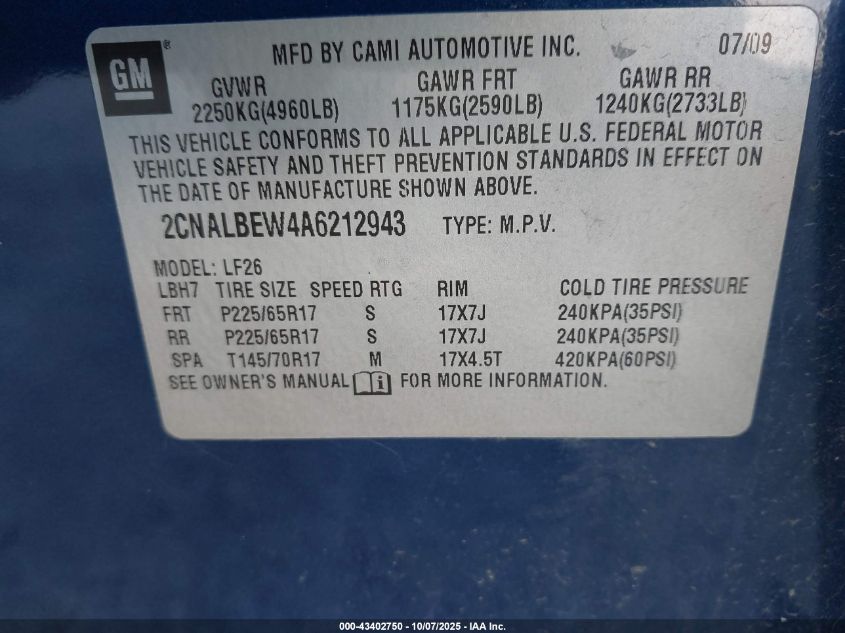 GM ®
MFD BY CAMI AUTOMOTIVE INC. 07/09
GVWR GAWR FRT GAWR RR
2250KG(4960LB) 1175KG(2590LB) 1240KG(2733LB)
THIS VEHICLE CONFORMS TO ALL APPLICABLE U.S. FEDERAL MOTOR
VEHICLE SAFETY AND THEFT PREVENTION STANDARDS IN EFFECT ON
THE DATE OF MANUFACTURE SHOWN ABOVE.
2CNALBEW4A6212943 TYPE: M.P.V.
MODEL: LF26
LBH7 TIRE SIZE SPEED RTG RIM COLD TIRE PRESSURE
FRT P225/65R17 S 17X7J 240KPA(35PSI)
RR P225/65R17 S 17X7J 240KPA(35PSI)
SPA T145/70R17 M 17X4.5T 420KPA(60PSI)
SEE OWNER'S MANUAL i FOR MORE INFORMATION.
000-43402750 - 10/07/2025 - IAA Inc.